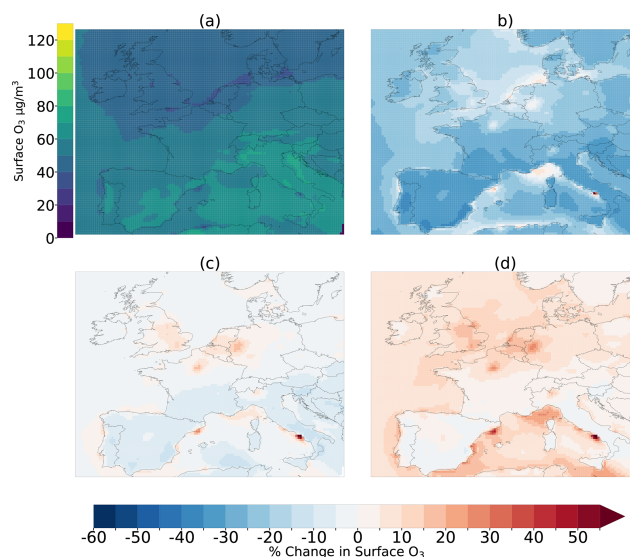 (a)
b)
120
100
80
60
40
20
0
Surface O₃ µg/m³
(c)
(d)
-60 -50 -40 -30 -20 -10 0 10 20 30 40 50
% Change in Surface O₃